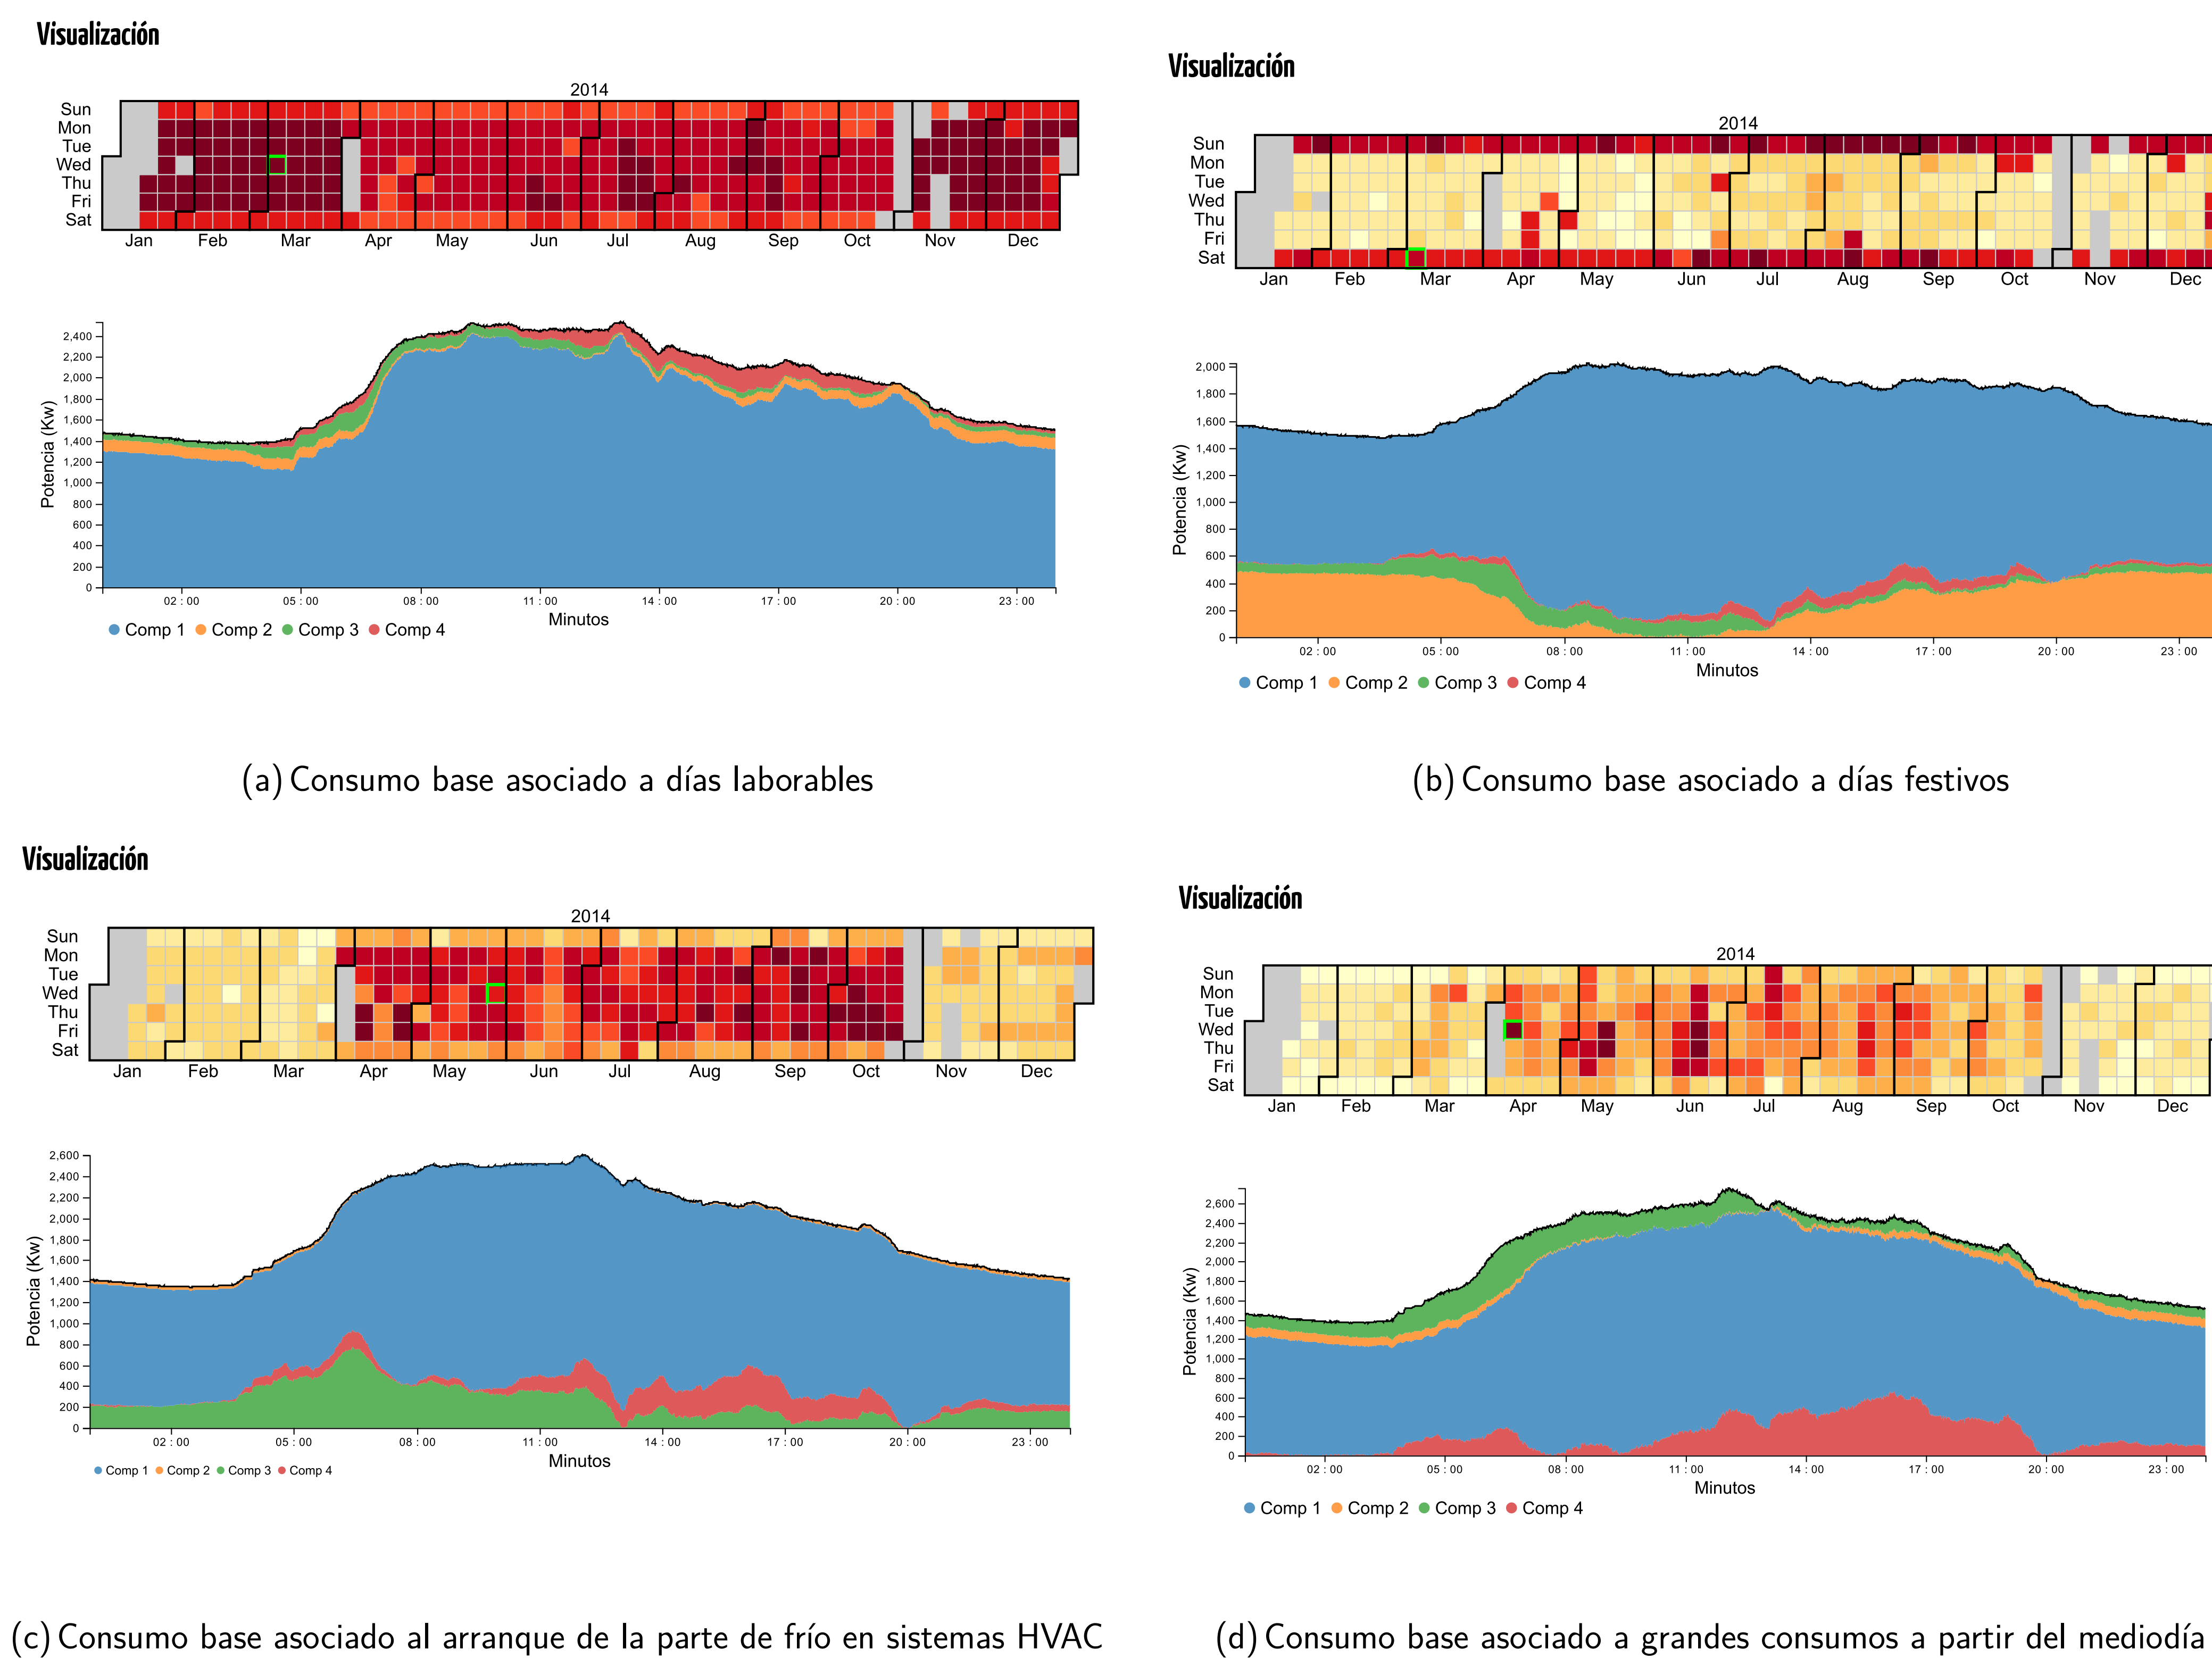 Visualización
2014
Sun
Mon
Tue
Wed
Thu
Fri
Sat
Jan Feb Mar Apr May Jun Jul Aug Sep Oct Nov Dec
Potencia (Kw)
2,400
2,200
2,000
1,800
1,600
1,400
1,200
1,000
800
600
400
200
0
02 : 00 05 : 00 08 : 00 11 : 00 14 : 00 17 : 00 20 : 00 23 : 00
Minutos
Comp 1 Comp 2 Comp 3 Comp 4
(a) Consumo base asociado a días laborables
Visualización
2014
Sun
Mon
Tue
Wed
Thu
Fri
Sat
Jan Feb Mar Apr May Jun Jul Aug Sep Oct Nov Dec
Potencia (Kw)
2,000
1,800
1,600
1,400
1,200
1,000
800
600
400
200
0
02 : 00 05 : 00 08 : 00 11 : 00 14 : 00 17 : 00 20 : 00 23 : 00
Minutos
Comp 1 Comp 2 Comp 3 Comp 4
(b) Consumo base asociado a días festivos
Visualización
2014
Sun
Mon
Tue
Wed
Thu
Fri
Sat
Jan Feb Mar Apr May Jun Jul Aug Sep Oct Nov Dec
Potencia (Kw)
2,600
2,400
2,200
2,000
1,800
1,600
1,400
1,200
1,000
800
600
400
200
0
02 : 00 05 : 00 08 : 00 11 : 00 14 : 00 17 : 00 20 : 00 23 : 00
Minutos
Comp 1 Comp 2 Comp 3 Comp 4
(c) Consumo base asociado al arranque de la parte de frío en sistemas HVAC
Visualización
2014
Sun
Mon
Tue
Wed
Thu
Fri
Sat
Jan Feb Mar Apr May Jun Jul Aug Sep Oct Nov Dec
Potencia (Kw)
2,600
2,400
2,200
2,000
1,800
1,600
1,400
1,200
1,000
800
600
400
200
0
02 : 00 05 : 00 08 : 00 11 : 00 14 : 00 17 : 00 20 : 00 23 : 00
Minutos
Comp 1 Comp 2 Comp 3 Comp 4
(d) Consumo base asociado a grandes consumos a partir del mediodía